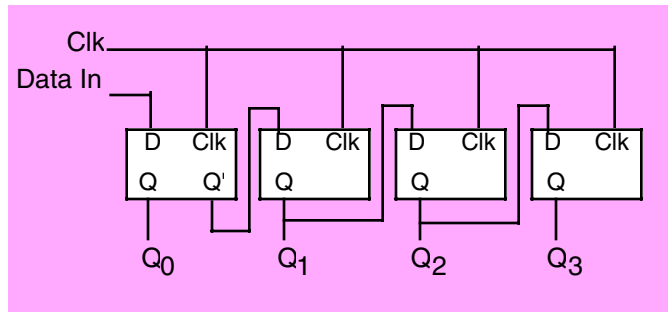 Clk
Data In
D Clk D Clk D Clk D Clk
Q Q' Q Q Q
Q0 Q1 Q2 Q3